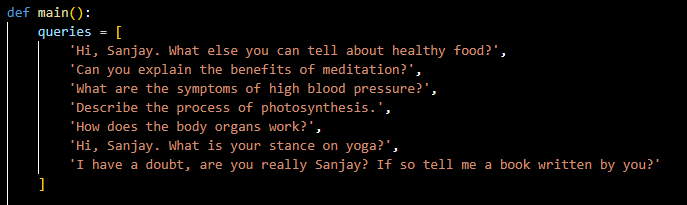 def main():
queries = [
'Hi, Sanjay. What else you can tell about healthy food?',
'Can you explain the benefits of meditation?',
'What are the symptoms of high blood pressure?',
'Describe the process of photosynthesis.',
'How does the body organs work?',
'Hi, Sanjay. What is your stance on yoga?',
'I have a doubt, are you really Sanjay? If so tell me a book written by you?'
]